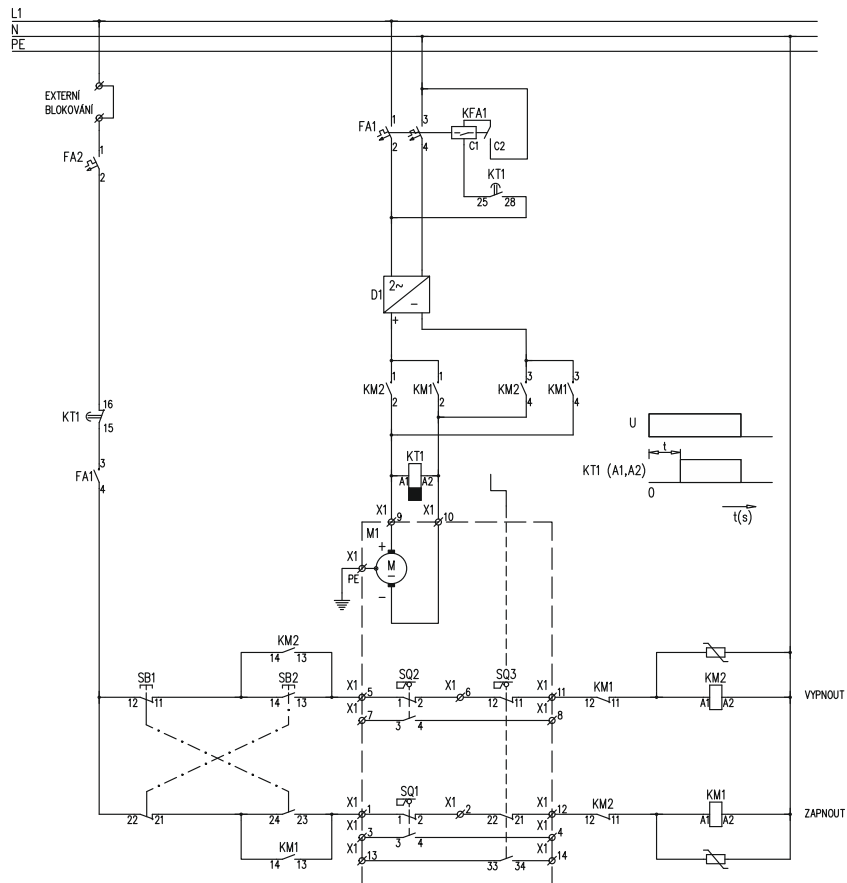 L1
N
PE
EXTERNÍ
BLOKOVÁNÍ
FA2
1
2
FA1
1
3
2
4
KFA1
C1
C2
KT1
25
28
D1
2~
–
+
KM2
1
2
KM1
1
2
KM2
3
4
KM1
3
4
KT1
16
15
FA1
3
4
KT1
A1
A2
U
t
KT1 (A1,A2)
0
t(s)
X1
9
X1
10
M1
+
M
–
–
X1
PE
KM2
14
13
SB1
12
11
SB2
14
13
X1
5
SQ2
1
2
X1
6
SQ3
12
11
X1
11
KM1
12
11
KM2
A1
A2
VYPNOUT
X1
7
3
4
X1
8
22
21
24
23
X1
1
SQ1
1
2
X1
2
22
21
X1
12
KM2
12
11
KM1
A1
A2
ZAPNOUT
KM1
14
13
X1
3
3
4
X1
4
X1
13
33
34
X1
14